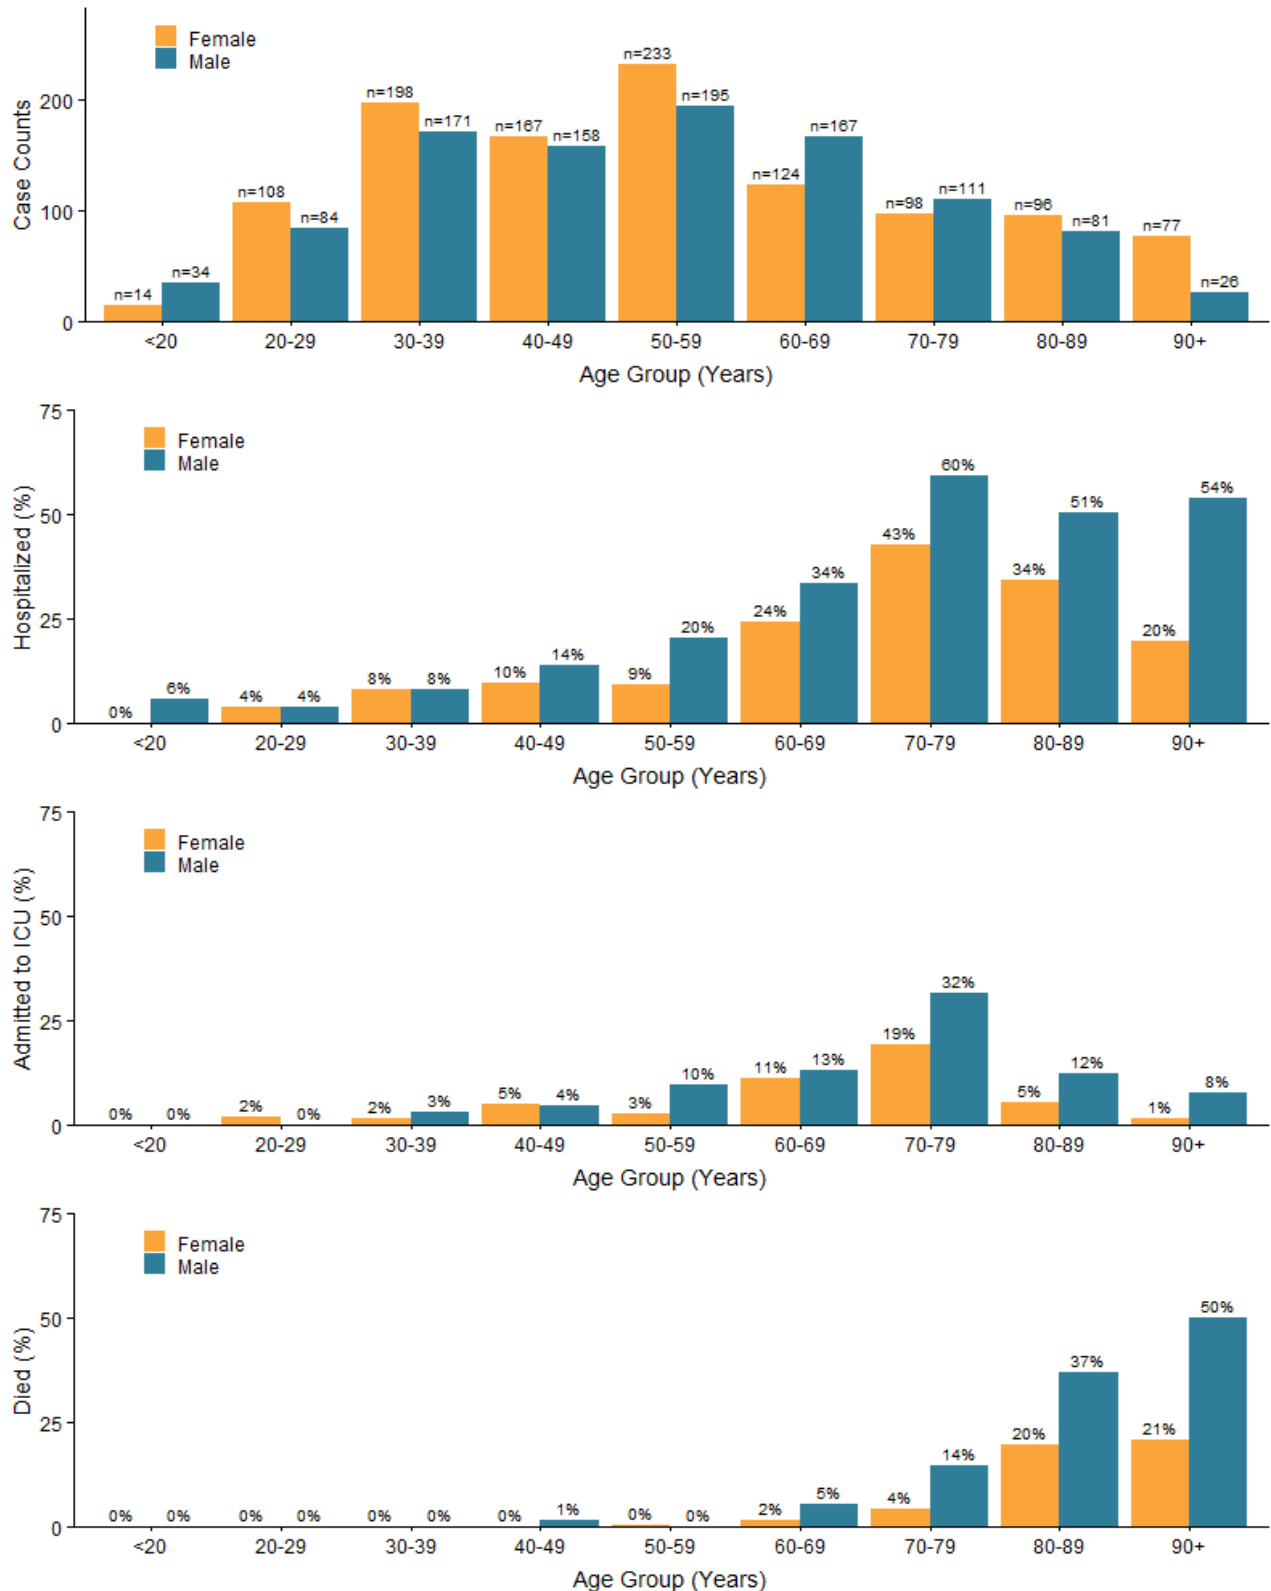 Female
Male
Case Counts
200
100
0
n=14
n=34
n=108
n=84
n=198
n=171
n=167
n=158
n=233
n=195
n=124
n=167
n=98
n=111
n=96
n=81
n=77
n=26
<20 20-29 30-39 40-49 50-59 60-69 70-79 80-89 90+
Age Group (Years)
Female
Male
Hospitalized (%)
75
50
25
0
0%
6%
4%
4%
8%
8%
10%
14%
9%
20%
24%
34%
43%
60%
34%
51%
20%
54%
<20 20-29 30-39 40-49 50-59 60-69 70-79 80-89 90+
Age Group (Years)
Female
Male
Admitted to ICU (%)
75
50
25
0
0%
0%
2%
0%
2%
3%
5%
4%
3%
10%
11%
13%
19%
32%
5%
12%
1%
8%
<20 20-29 30-39 40-49 50-59 60-69 70-79 80-89 90+
Age Group (Years)
Female
Male
Died (%)
75
50
25
0
0%
0%
0%
0%
0%
0%
0%
1%
0%
0%
2%
5%
4%
14%
20%
37%
21%
50%
<20 20-29 30-39 40-49 50-59 60-69 70-79 80-89 90+
Age Group (Years)